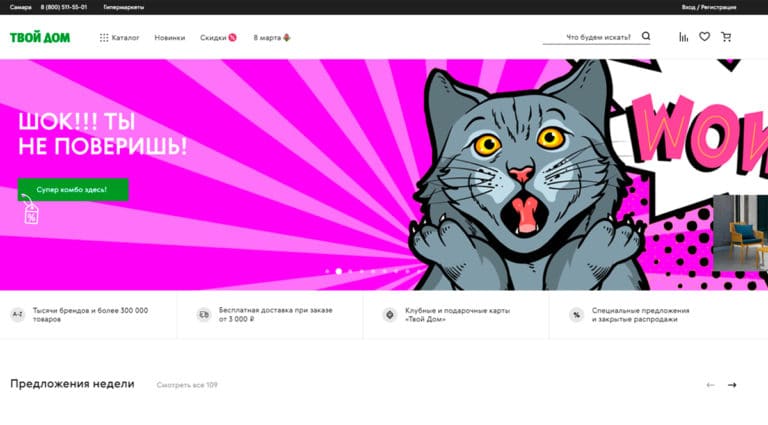 Самара 8 (800) 511-55-01 Гипермаркеты Вход / Регистрация
ТВОЙ ДОМ Каталог Новинки Скидки % 8 марта Что будем искать?
ШОК!!! ТЫ
НЕ ПОВЕРИШЬ!
WOW
Супер комбо здесь!
%
A-Z Тысячи брендов и более 300 000
товаров
Бесплатная доставка при заказе
от 3 000 ₽
Клубные и подарочные карты
«Твой Дом»
% Специальные предложения
и закрытые распродажи
Предложения недели Смотреть все 109